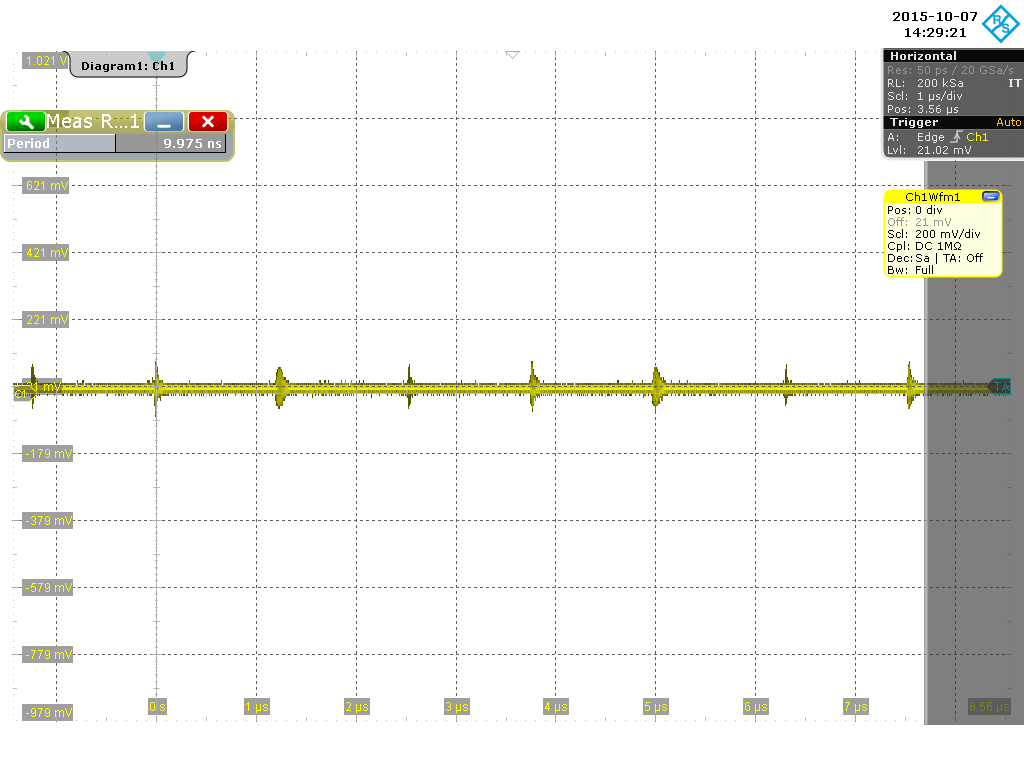 2015-10-07
14:29:21
R&S
Horizontal
Res: 50 ps / 20 GSa/s
RL: 200 kSa IT
Scl: 1 µs/div
Pos: 3.56 µs
Trigger Auto
A: Edge Ch1
Lvl: 21.02 mV
1.021 V
Diagram1: Ch1
Meas R...1
Period 9.975 ns
621 mV
421 mV
221 mV
21 mV
TA
-179 mV
-379 mV
-579 mV
-779 mV
-979 mV
0 s
1 µs
2 µs
3 µs
4 µs
5 µs
6 µs
7 µs
8.56 µs
Ch1Wfm1
Pos: 0 div
Off: 21 mV
Scl: 200 mV/div
Cpl: DC 1MΩ
Dec: Sa | TA: Off
Bw: Full